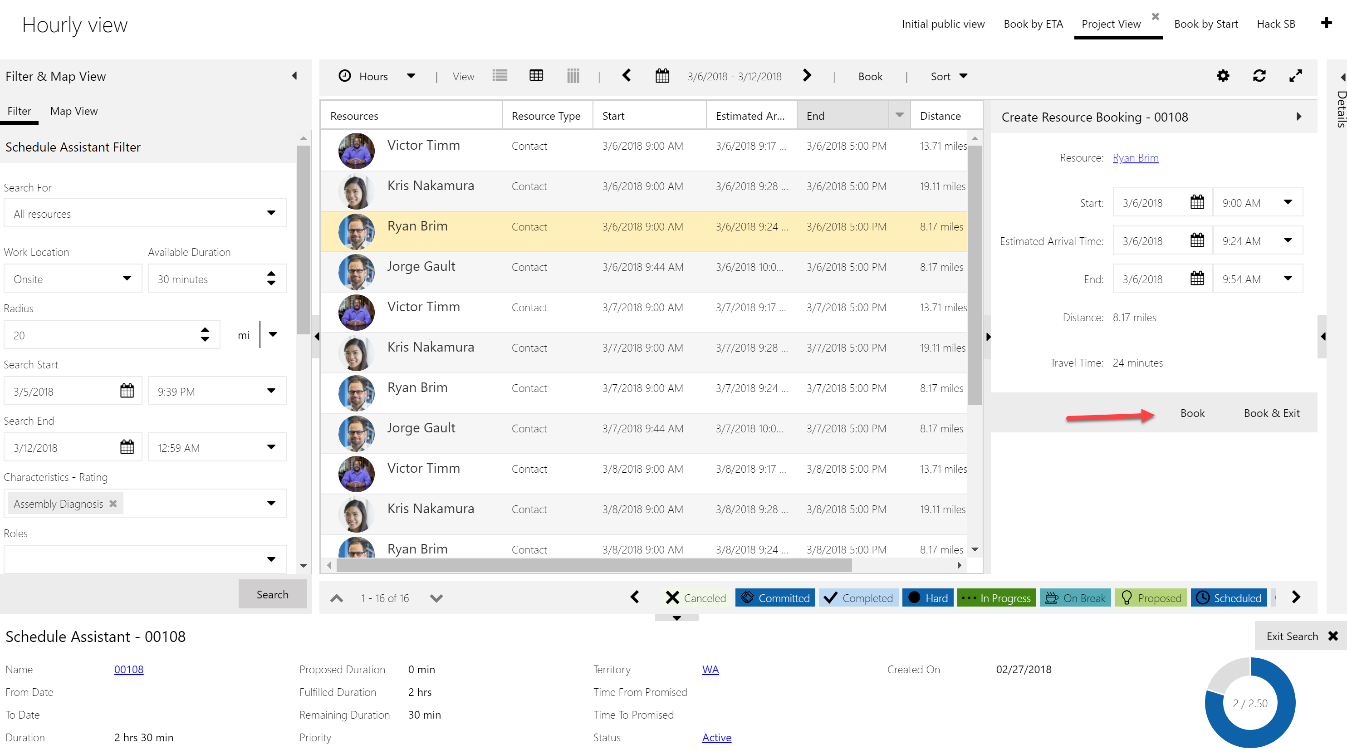 Hourly view
Initial public view Book by ETA Project View Book by Start Hack SB
Filter & Map View
Filter Map View
Schedule Assistant Filter
Search For
All resources
Work Location Available Duration
Onsite 30 minutes
Radius
20 mi
Search Start
3/5/2018 9:39 PM
Search End
3/12/2018 12:59 AM
Characteristics - Rating
Assembly Diagnosis
Roles
Search
Hours | View | 3/6/2018 - 3/12/2018 | Book | Sort
Resources Resource Type Start Estimated Ar... End Distance
Victor Timm Contact 3/6/2018 9:00 AM 3/6/2018 9:17 ... 3/6/2018 5:00 PM 13.71 miles
Kris Nakamura Contact 3/6/2018 9:00 AM 3/6/2018 9:28 ... 3/6/2018 5:00 PM 19.11 miles
Ryan Brim Contact 3/6/2018 9:00 AM 3/6/2018 9:24 ... 3/6/2018 5:00 PM 8.17 miles
Jorge Gault Contact 3/6/2018 9:44 AM 3/6/2018 10:0... 3/6/2018 5:00 PM 8.17 miles
Victor Timm Contact 3/7/2018 9:00 AM 3/7/2018 9:17 ... 3/7/2018 5:00 PM 13.71 miles
Kris Nakamura Contact 3/7/2018 9:00 AM 3/7/2018 9:28 ... 3/7/2018 5:00 PM 19.11 miles
Ryan Brim Contact 3/7/2018 9:00 AM 3/7/2018 9:24 ... 3/7/2018 5:00 PM 8.17 miles
Jorge Gault Contact 3/7/2018 9:44 AM 3/7/2018 10:0... 3/7/2018 5:00 PM 8.17 miles
Victor Timm Contact 3/8/2018 9:00 AM 3/8/2018 9:17 ... 3/8/2018 5:00 PM 13.71 miles
Kris Nakamura Contact 3/8/2018 9:00 AM 3/8/2018 9:28 ... 3/8/2018 5:00 PM 19.11 miles
Ryan Brim Contact 3/8/2018 9:00 AM 3/8/2018 9:24 ... 3/8/2018 5:00 PM 8.17 miles
1 - 16 of 16
Canceled Committed Completed Hard In Progress On Break Proposed Scheduled
Create Resource Booking - 00108
Resource: Ryan Brim
Start: 3/6/2018 9:00 AM
Estimated Arrival Time: 3/6/2018 9:24 AM
End: 3/6/2018 9:54 AM
Distance: 8.17 miles
Travel Time: 24 minutes
Book Book & Exit
Details
Schedule Assistant - 00108
Exit Search
Name 00108 Proposed Duration 0 min Territory WA Created On 02/27/2018
From Date Fulfilled Duration 2 hrs Time From Promised
To Date Remaining Duration 30 min Time To Promised
Duration 2 hrs 30 min Priority Status Active
2 / 2.50